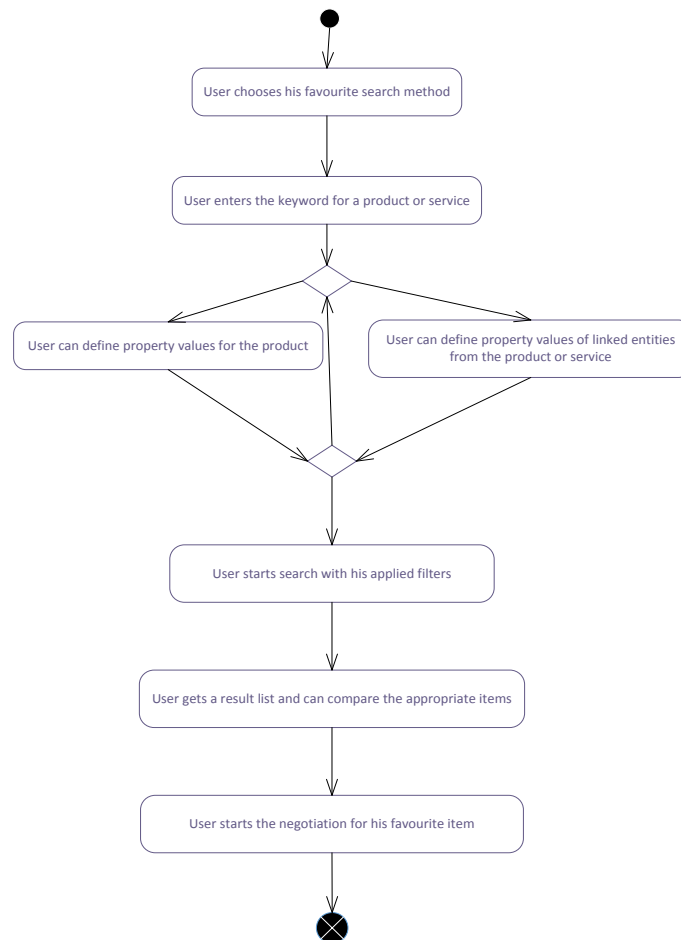 User chooses his favourite search method
User enters the keyword for a product or service
User can define property values for the product
User can define property values of linked entities
from the product or service
User starts search with his applied filters
User gets a result list and can compare the appropriate items
User starts the negotiation for his favourite item